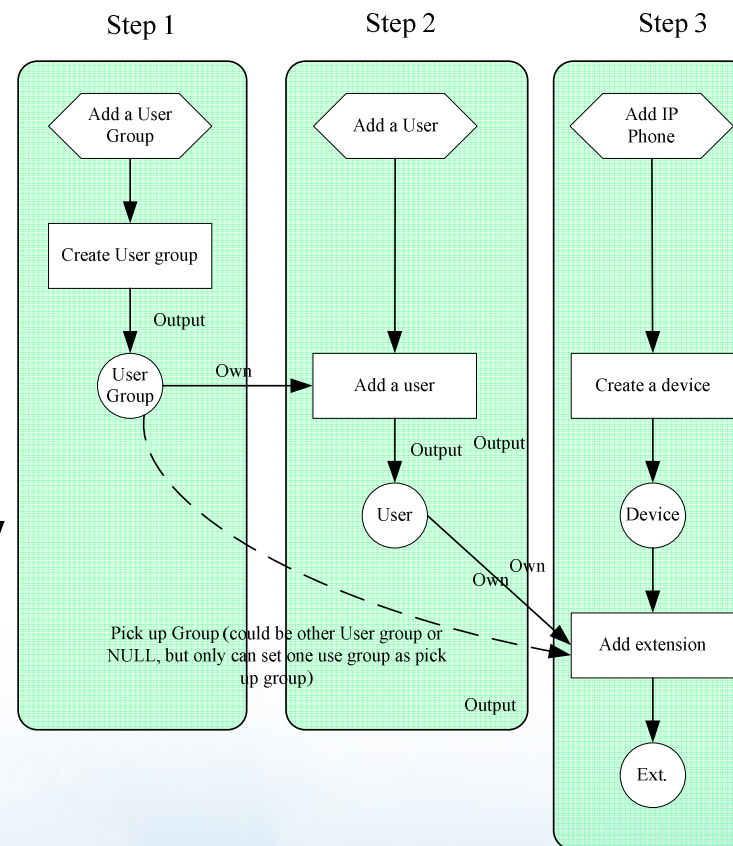 Step 1
Step 2
Step 3
Add a User
Group
Add a User
Add IP
Phone
Create User group
Output
User
Group
Own
Add a user
Create a device
Output
Output
User
Device
Own
Own
Pick up Group (could be other User group or
NULL, but only can set one use group as pick
up group)
Add extension
Output
Ext.